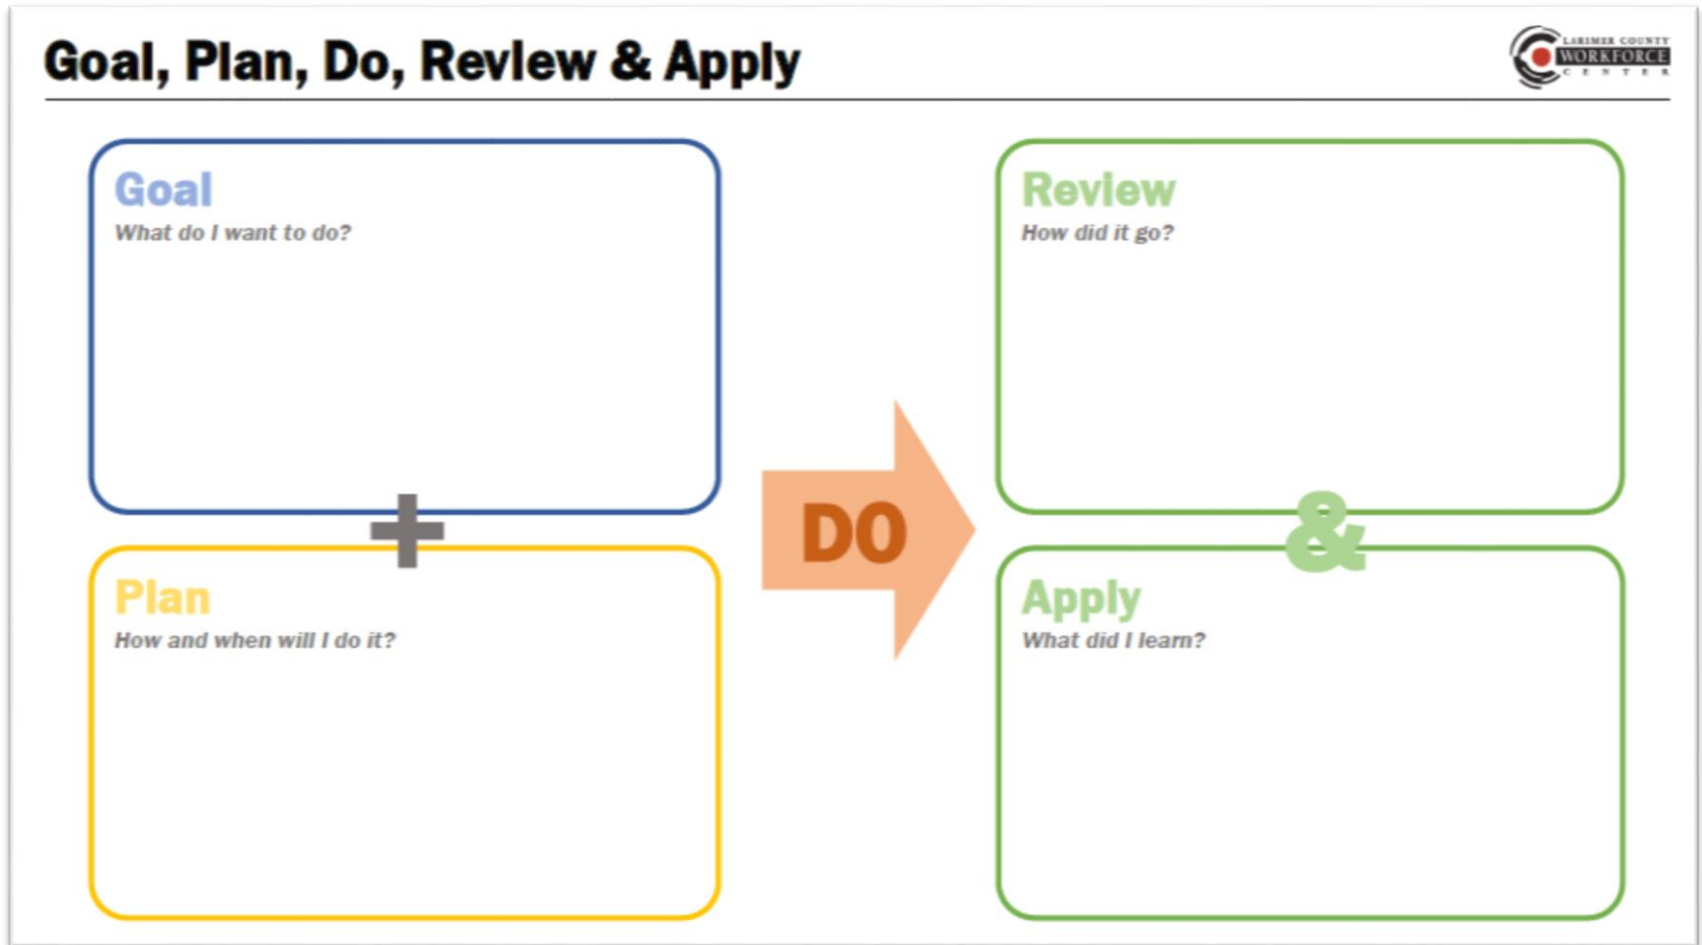 Goal, Plan, Do, Review & Apply
LARIMER COUNTY
WORKFORCE
CENTER
Goal
What do I want to do?
+
Plan
How and when will I do it?
DO
Review
How did it go?
&
Apply
What did I learn?